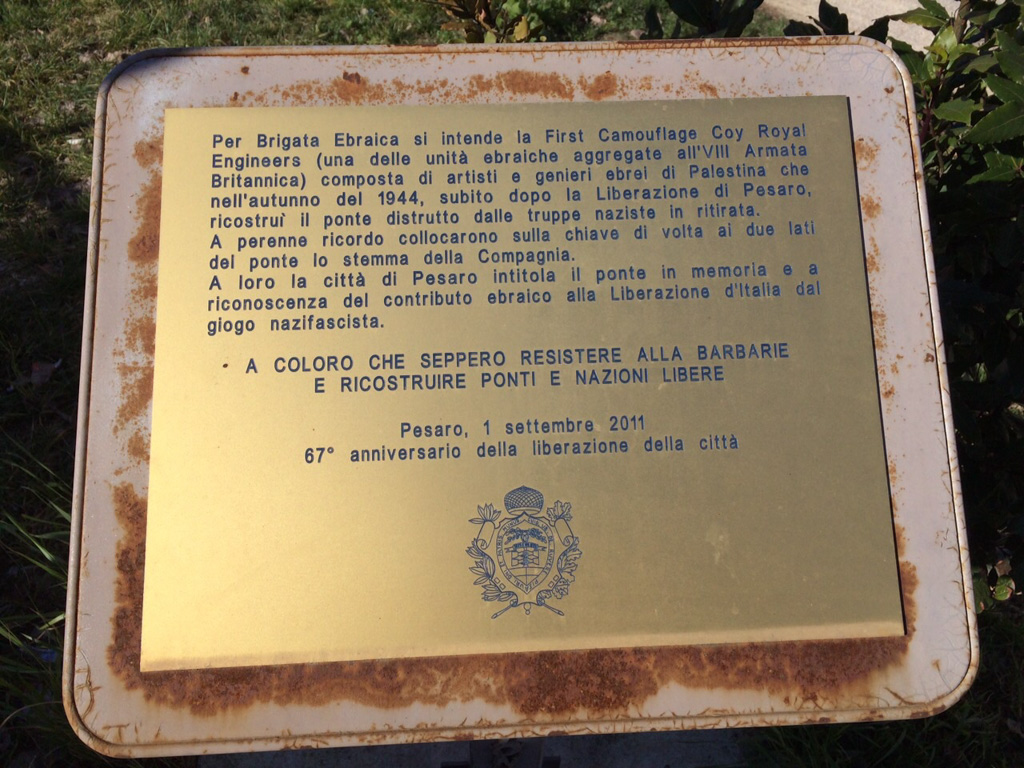 Per Brigata Ebraica si intende la First Camouflage Coy Royal
Engineers (una delle unità ebraiche aggregate all'VIII Armata
Britannica) composta di artisti e genieri ebrei di Palestina che
nell'autunno del 1944, subito dopo la Liberazione di Pesaro,
ricostruì il ponte distrutto dalle truppe naziste in ritirata.
A perenne ricordo collocarono sulla chiave di volta ai due lati
del ponte lo stemma della Compagnia.
A loro la città di Pesaro intitola il ponte in memoria e a
riconoscenza del contributo ebraico alla Liberazione d'Italia dal
giogo nazifascista.
A COLORO CHE SEPPERO RESISTERE ALLA BARBARIE
E RICOSTRUIRE PONTI E NAZIONI LIBERE
Pesaro, 1 settembre 2011
67° anniversario della liberazione della città